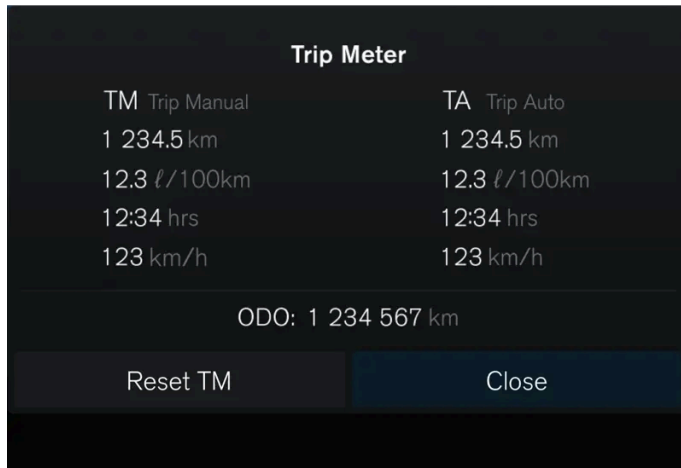 Trip Meter
TM Trip Manual
1 234.5 km
12.3 ℓ/100km
12:34 hrs
123 km/h
TA Trip Auto
1 234.5 km
12.3 ℓ/100km
12:34 hrs
123 km/h
ODO: 1 234 567 km
Reset TM
Close